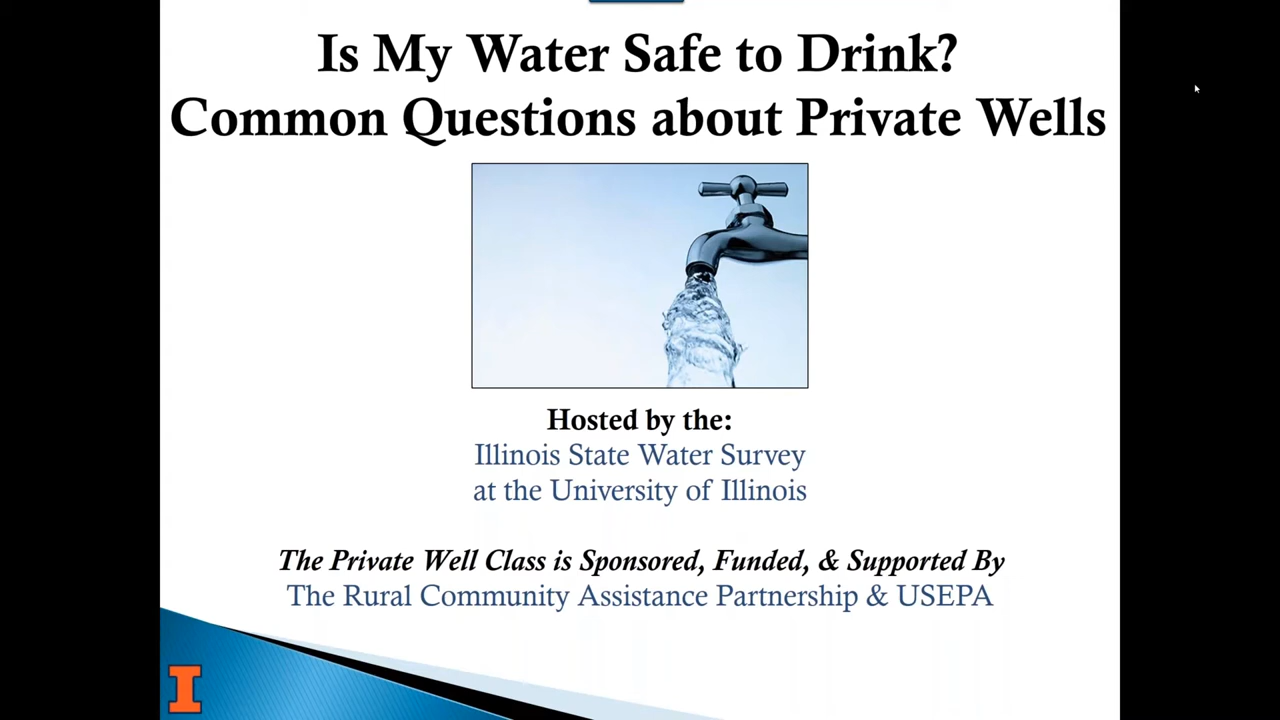 Is My Water Safe to Drink?
Common Questions about Private Wells
Hosted by the:
Illinois State Water Survey
at the University of Illinois
The Private Well Class is Sponsored, Funded, & Supported By
The Rural Community Assistance Partnership & USEPA
I